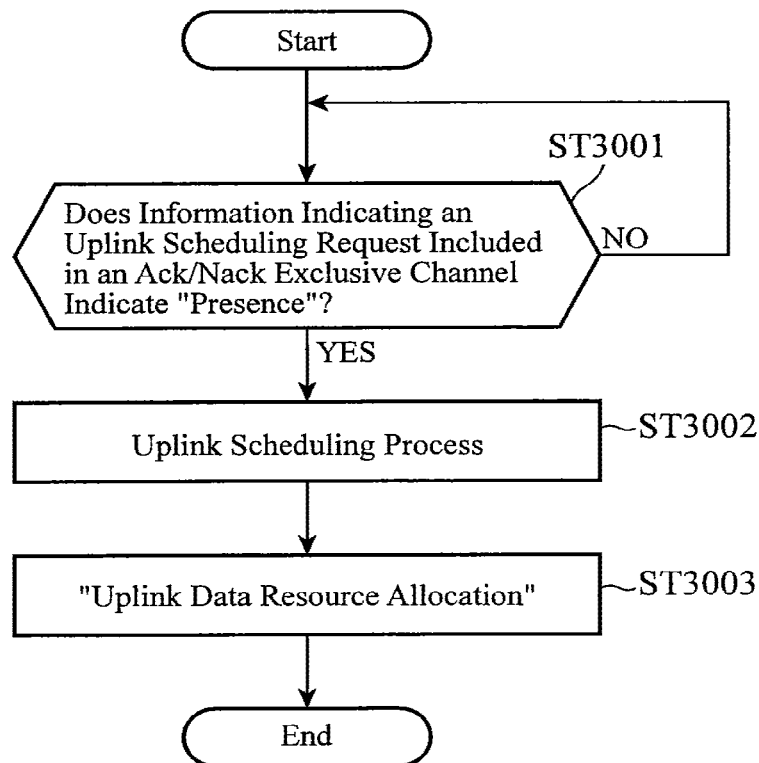 Start
ST3001
Does Information Indicating an
Uplink Scheduling Request Included
in an Ack/Nack Exclusive Channel
Indicate "Presence"?
NO
YES
Uplink Scheduling Process
ST3002
"Uplink Data Resource Allocation"
ST3003
End